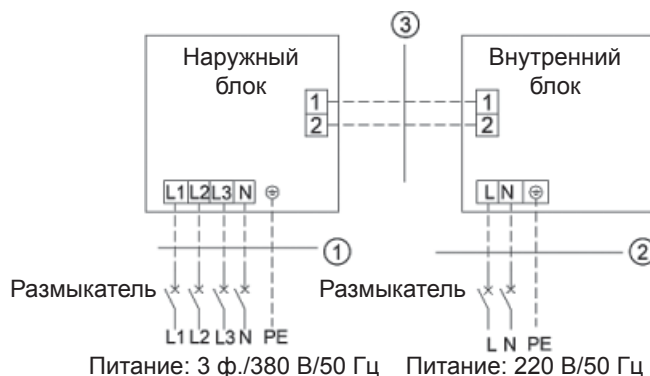 ③
Наружный
блок
Внутренний
блок
1
1
2
2
L1 L2 L3 N
L N
①
②
Размыкатель
Размыкатель
L1 L2 L3 N PE
L N PE
Питание: 3 ф./380 В/50 Гц
Питание: 220 В/50 Гц